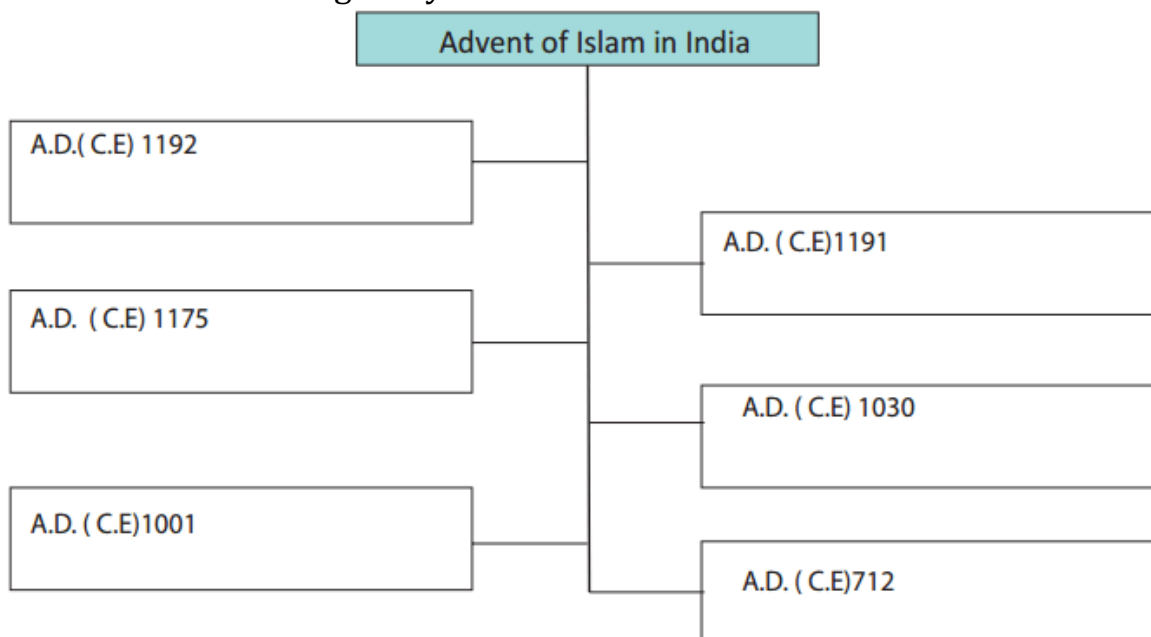 Advent of Islam in India
A.D.( C.E) 1192
A.D. ( C.E)1191
A.D. ( C.E) 1175
A.D. ( C.E) 1030
A.D. ( C.E)1001
A.D. ( C.E)712